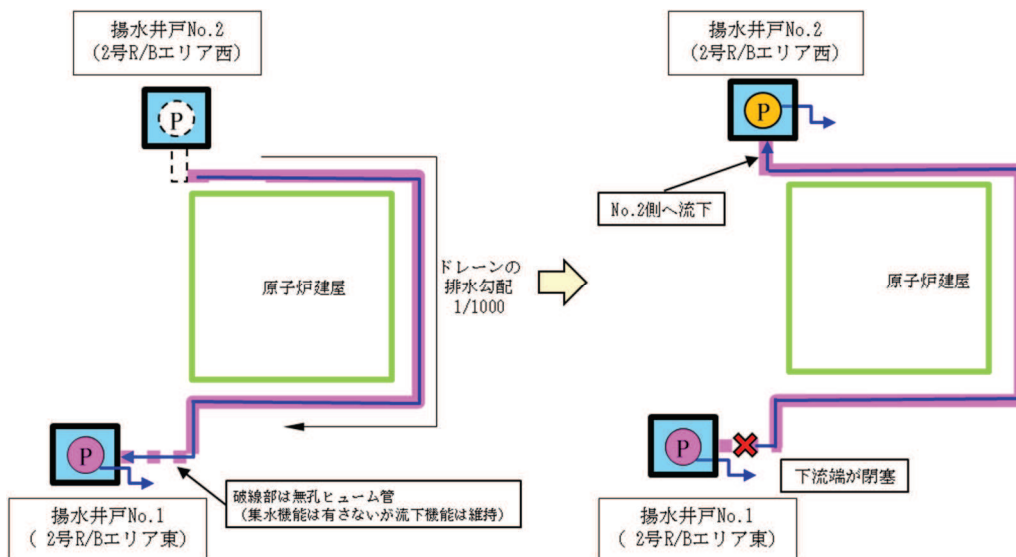 揚水井戸No.2
(2号R/Bエリア西)
P
原子炉建屋
ドレーンの
排水勾配
1/1000
P
破線部は無孔ヒューム管
(集水機能は有さないが流下機能は維持)
揚水井戸No.1
( 2号R/Bエリア東)
揚水井戸No.2
(2号R/Bエリア西)
P
No.2側へ流下
原子炉建屋
P
下流端が閉塞
揚水井戸No.1
( 2号R/Bエリア東)